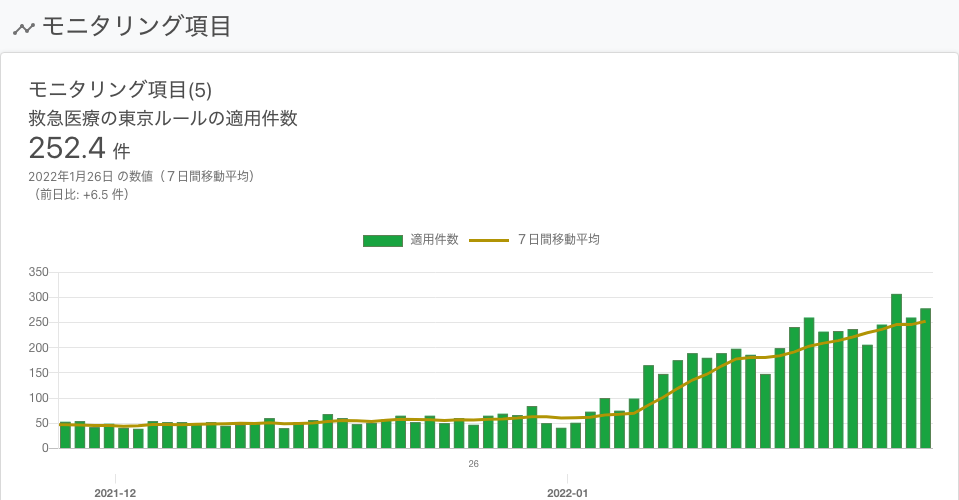 モニタリング項目
モニタリング項目(5)
救急医療の東京ルールの適用件数
252.4 件
2022年1月26日 の数値（７日間移動平均）
（前日比: +6.5 件）
適用件数 ７日間移動平均
350
300
250
200
150
100
50
0
26
2021-12 2022-01